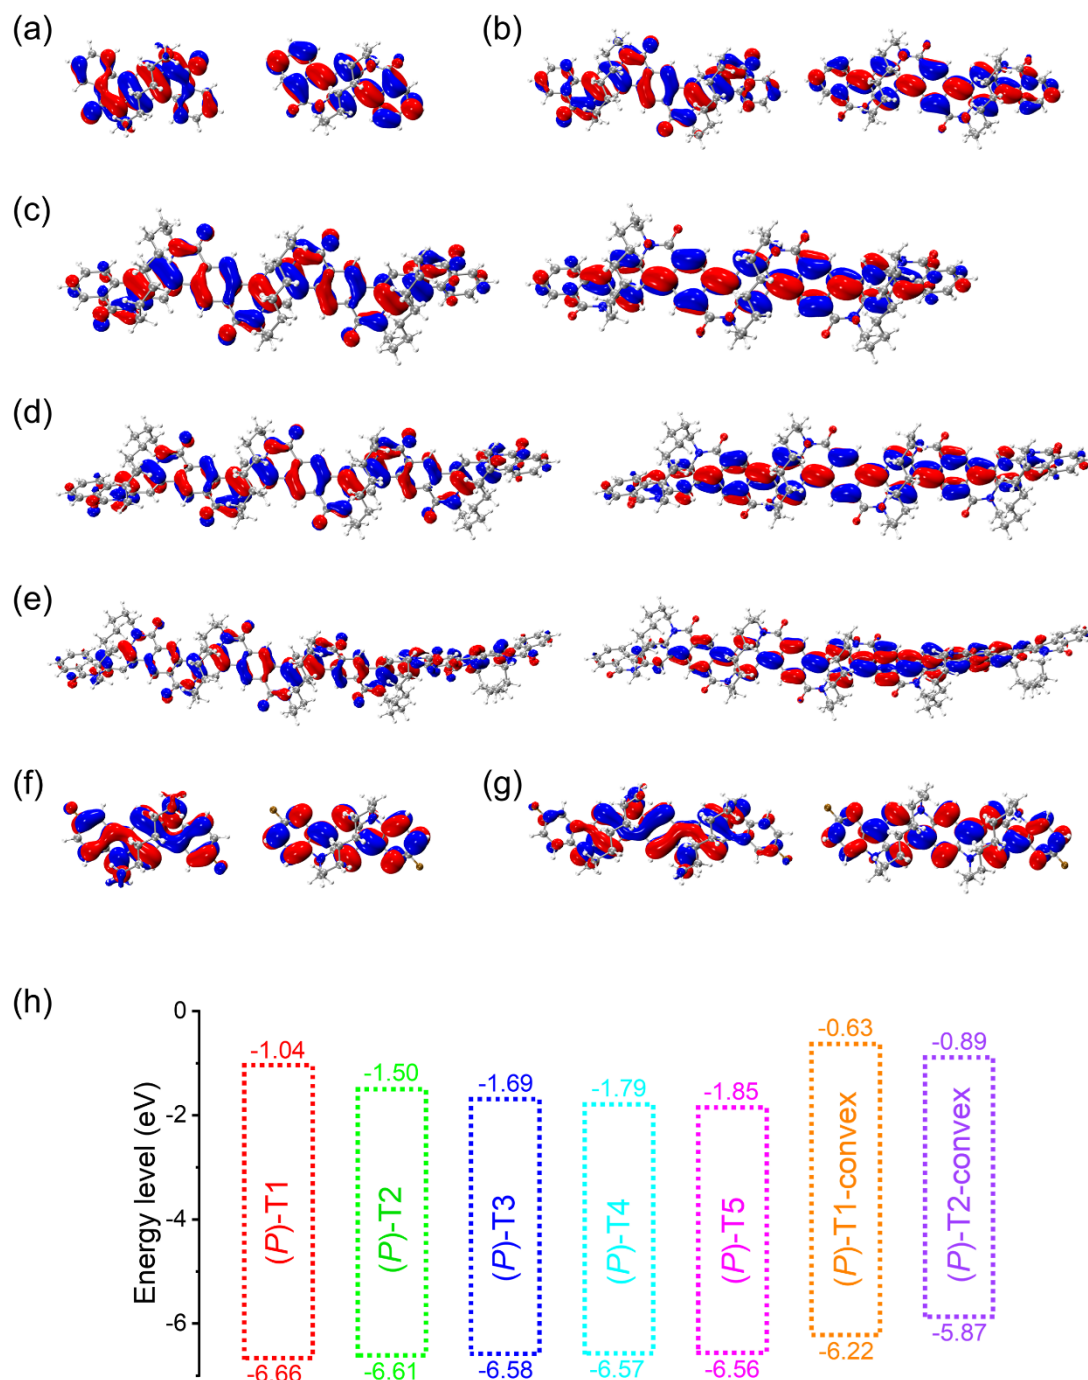 (a)
(b)
(c)
(d)
(e)
(f)
(g)
(h)
Energy level (eV)
0
-2
-4
-6
-1.04
-1.50
-1.69
-1.79
-1.85
-0.63
-0.89
(P)-T1
(P)-T2
(P)-T3
(P)-T4
(P)-T5
(P)-T1-convex
(P)-T2-convex
-6.66
-6.61
-6.58
-6.57
-6.56
-6.22
-5.87